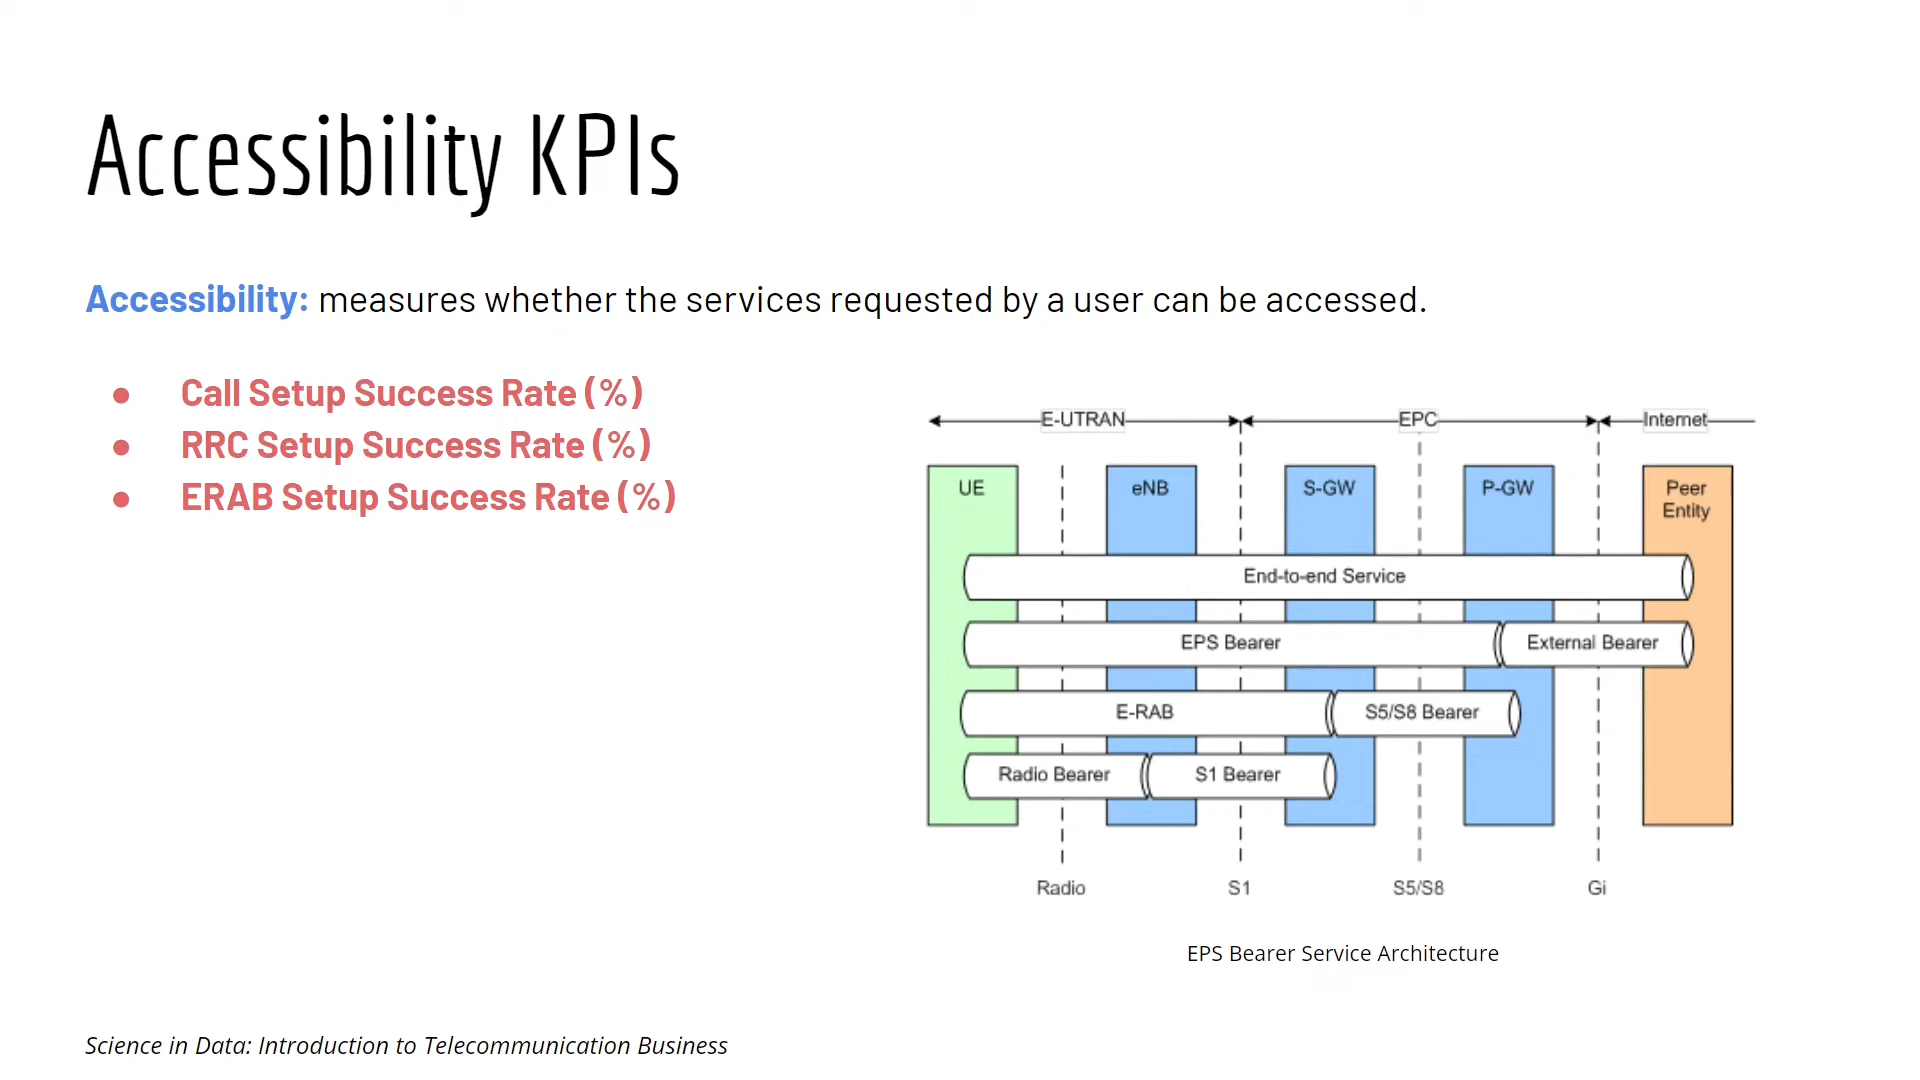 Accessibility KPIs
Accessibility: measures whether the services requested by a user can be accessed.
● Call Setup Success Rate (%)
● RRC Setup Success Rate (%)
● ERAB Setup Success Rate (%)
E-UTRAN EPC Internet
UE eNB S-GW P-GW Peer
Entity
End-to-end Service
EPS Bearer External Bearer
E-RAB S5/S8 Bearer
Radio Bearer S1 Bearer
Radio S1 S5/S8 Gi
EPS Bearer Service Architecture
Science in Data: Introduction to Telecommunication Business